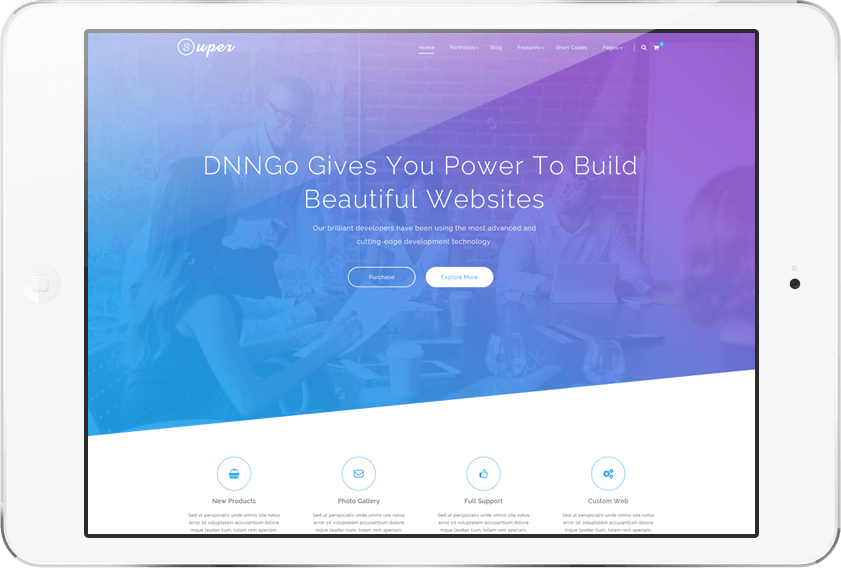 Super
Home Portfolios Blog Features Short Codes Pages
DNNGo Gives You Power To Build
Beautiful Websites
Our brilliant developers have been using the most advanced and
cutting-edge development technology
Purchase Explore More
New Products Photo Gallery Full Support Custom Web
Sed ut perspiciatis unde omnis iste natus Sed ut perspiciatis unde omnis iste natus Sed ut perspiciatis unde omnis iste natus Sed ut perspiciatis unde omnis iste natus
error sit voluptatem accusantium dolore error sit voluptatem accusantium dolore error sit voluptatem accusantium dolore error sit voluptatem accusantium dolore
mque laudan tium, totam rem aperiam. mque laudan tium, totam rem aperiam. mque laudan tium, totam rem aperiam. mque laudan tium, totam rem aperiam.